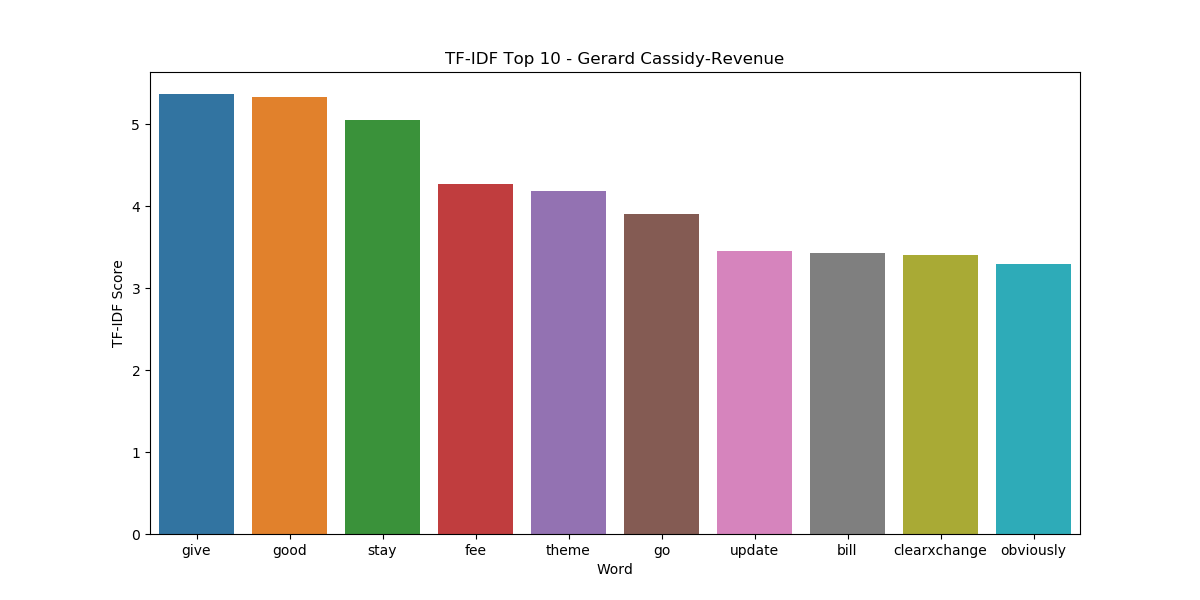 TF-IDF Top 10 - Gerard Cassidy-Revenue
TF-IDF Score
5
4
3
2
1
0
give good stay fee theme go update bill clearxchange obviously
Word